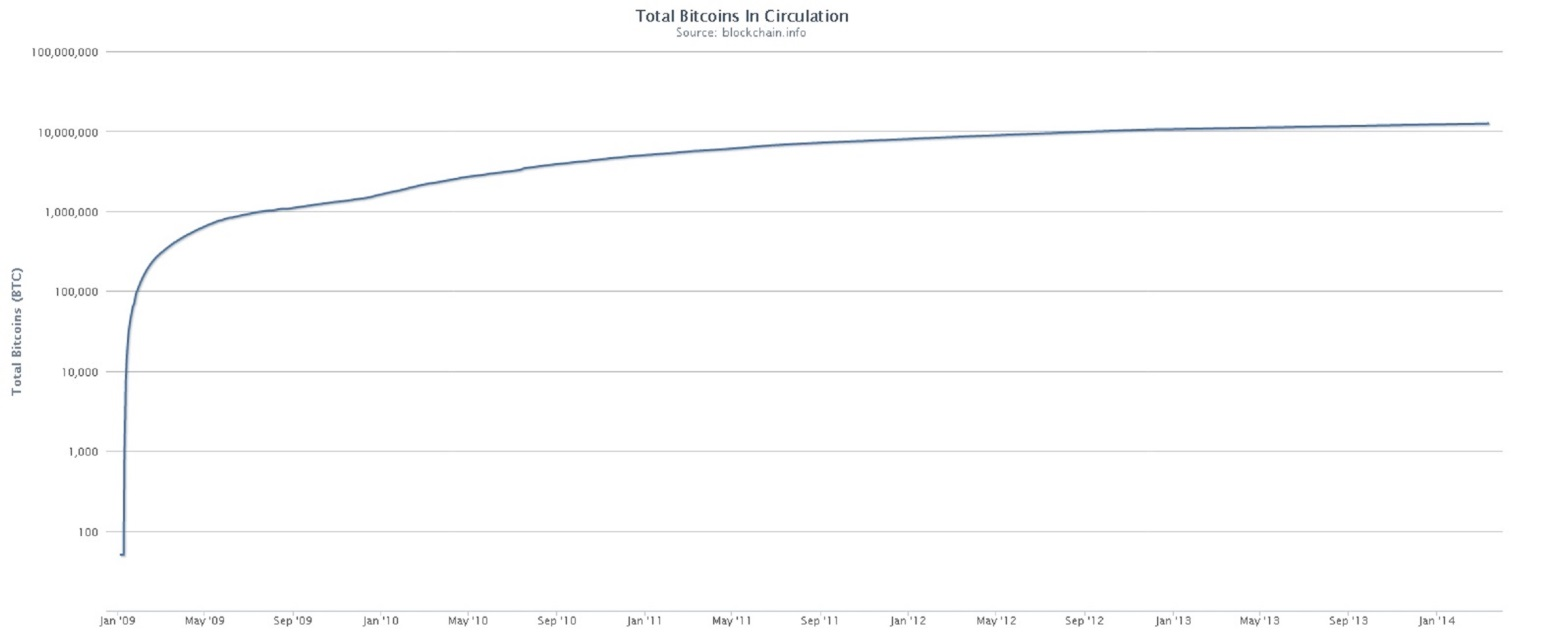 Total Bitcoins In Circulation
Source: blockchain.info
100,000,000
10,000,000
1,000,000
100,000
10,000
1,000
100
Total Bitcoins (BTC)
Jan '09 May '09 Sep '09 Jan '10 May '10 Sep '10 Jan '11 May '11 Sep '11 Jan '12 May '12 Sep '12 Jan '13 May '13 Sep '13 Jan '14